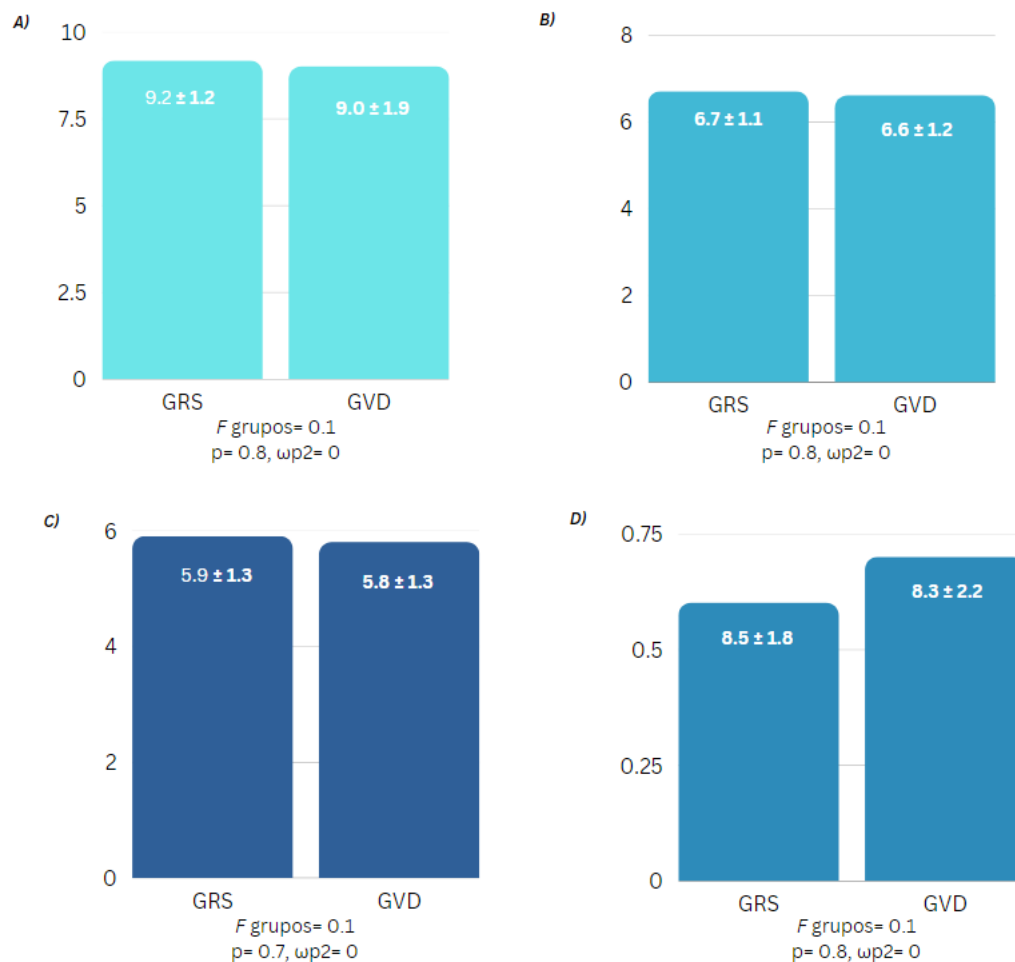 A)
10
7.5
5
2.5
0
9.2 ± 1.2
9.0 ± 1.9
GRS
GVD
F grupos= 0.1
p= 0.8, ωp2= 0
B)
8
6
4
2
0
6.7 ± 1.1
6.6 ± 1.2
GRS
GVD
F grupos= 0.1
p= 0.8, ωp2= 0
C)
6
4
2
0
5.9 ± 1.3
5.8 ± 1.3
GRS
GVD
F grupos= 0.1
p= 0.7, ωp2= 0
D)
0.75
0.5
0.25
0
8.5 ± 1.8
8.3 ± 2.2
GRS
GVD
F grupos= 0.1
p= 0.8, ωp2= 0